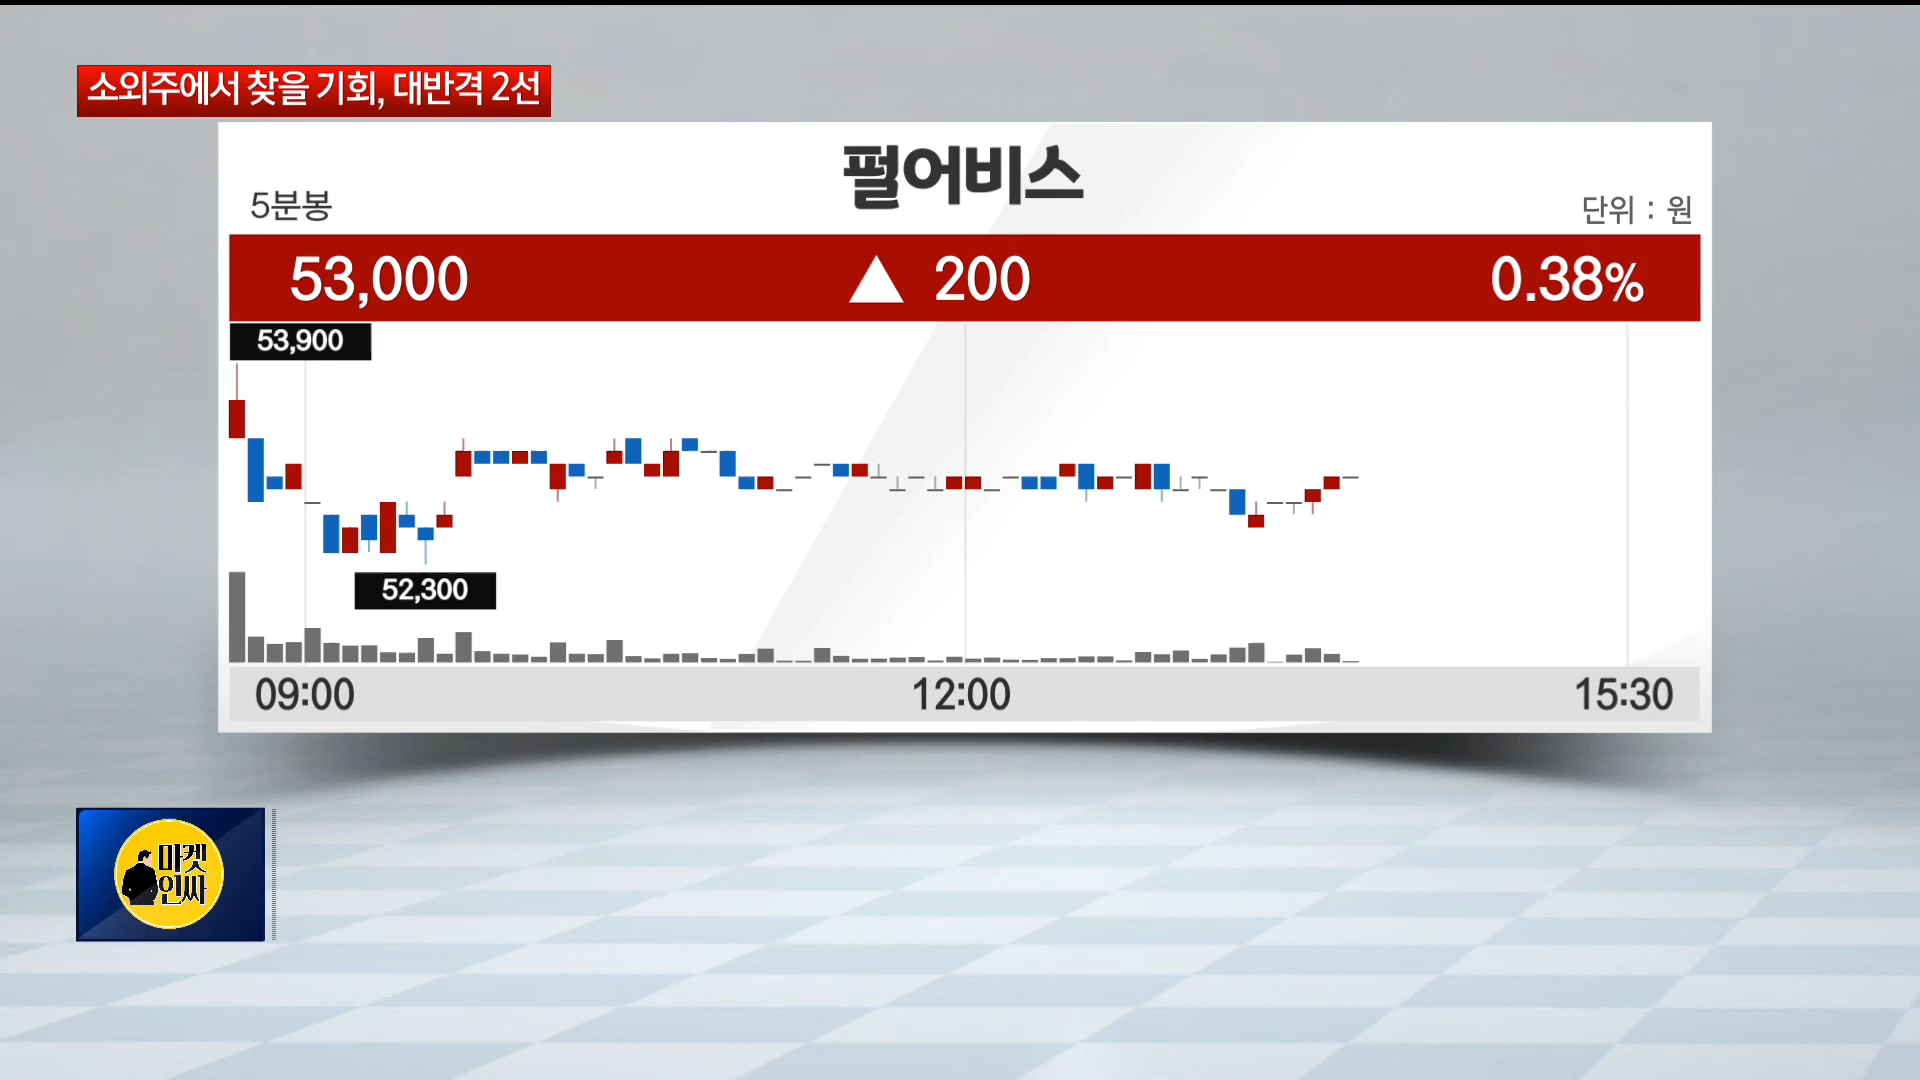 소외주에서 찾을 기회, 대반격 2선
펄어비스
5분봉
단위 : 원
53,000 ▲ 200 0.38%
53,900
52,300
09:00 12:00 15:30
마켓
인싸